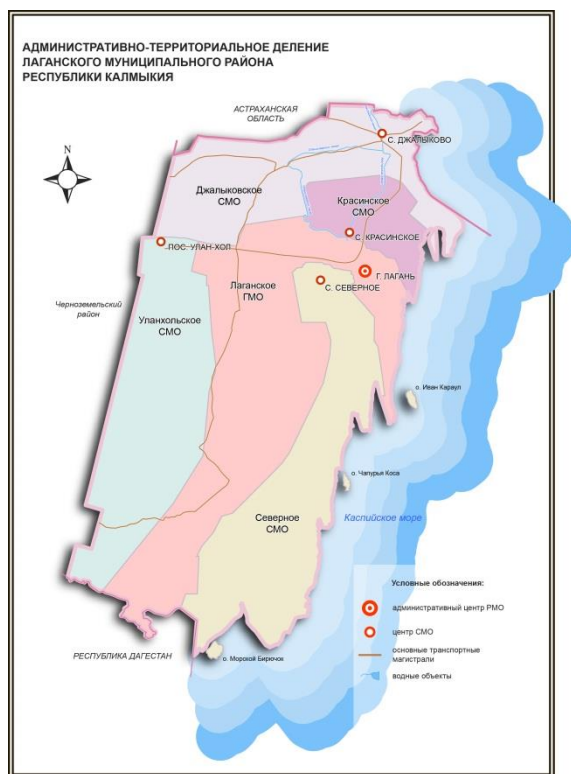 АДМИНИСТРАТИВНО-ТЕРРИТОРИАЛЬНОЕ ДЕЛЕНИЕ
ЛАГАНСКОГО МУНИЦИПАЛЬНОГО РАЙОНА
РЕСПУБЛИКИ КАЛМЫКИЯ
АСТРАХАНСКАЯ
ОБЛАСТЬ
N
С. ДЖАЛЫКОВО
Джалыковское
СМО
Красинское
СМО
С. КРАСИНСКОЕ
ПОС. УЛАН-ХОЛ
Г. ЛАГАНЬ
Лаганское
ГМО
С. СЕВЕРНОЕ
Черноземельский
район
Уланхольское
СМО
о. Иван Караул
о. Чапурья Коса
Северное
СМО
Каспийское море
Условные обозначения:
административный центр РМО
центр СМО
основные транспортные
магистрали
водные объекты
РЕСПУБЛИКА ДАГЕСТАН
о. Морской Бирючок